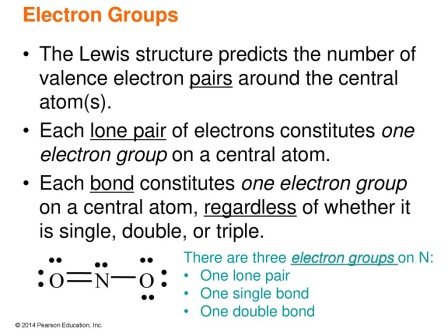 Electron Groups
• The Lewis structure predicts the number of
valence electron pairs around the central
atom(s).
• Each lone pair of electrons constitutes one
electron group on a central atom.
• Each bond constitutes one electron group
on a central atom, regardless of whether it
is single, double, or triple.
There are three electron groups on N:
• One lone pair
• One single bond
• One double bond
O N O
© 2014 Pearson Education, Inc.